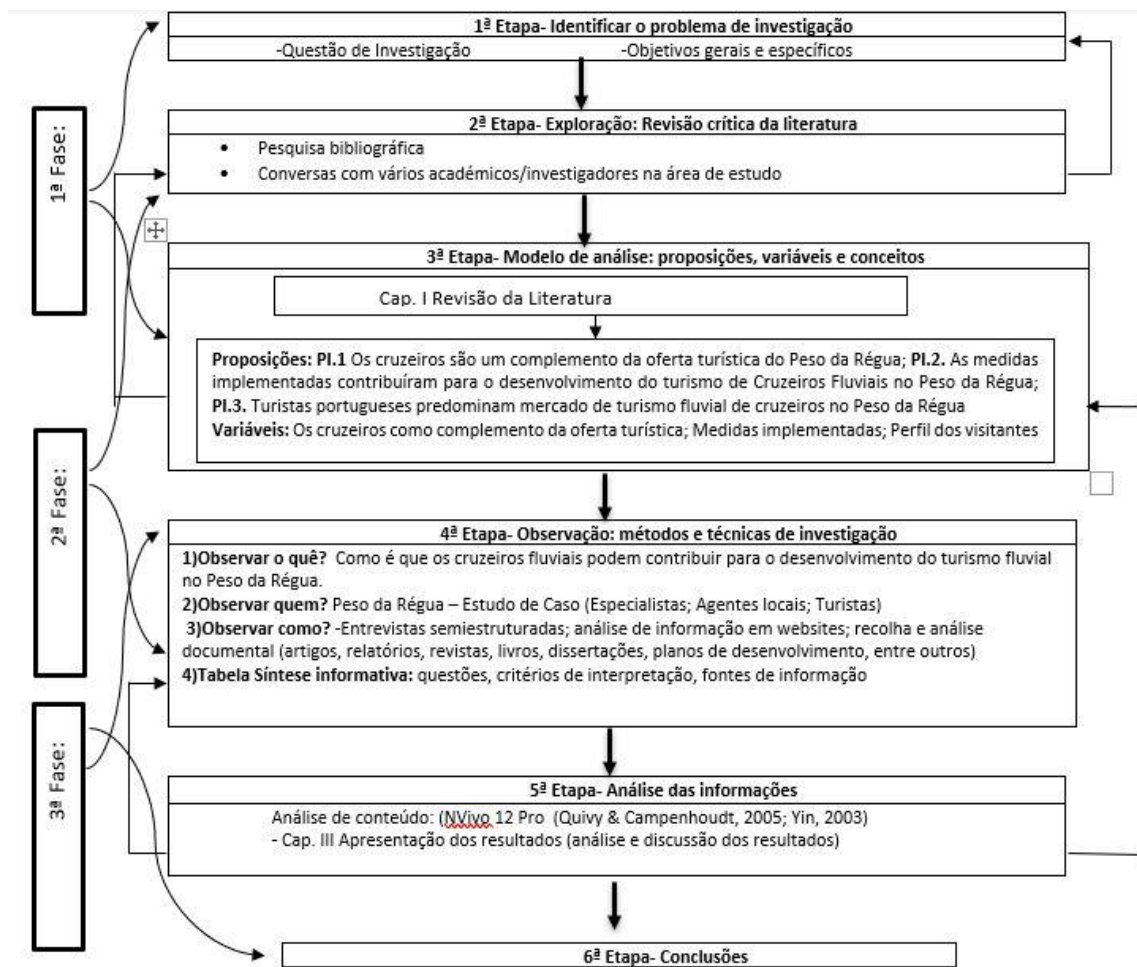 1ª Etapa- Identificar o problema de investigação
-Questão de Investigação -Objetivos gerais e específicos
1ª Fase:
2ª Etapa- Exploração: Revisão crítica da literatura
• Pesquisa bibliográfica
• Conversas com vários académicos/investigadores na área de estudo
3ª Etapa- Modelo de análise: proposições, variáveis e conceitos
Cap. I Revisão da Literatura
Proposições: PI.1 Os cruzeiros são um complemento da oferta turística do Peso da Régua; PI.2. As medidas
implementadas contribuíram para o desenvolvimento do turismo de Cruzeiros Fluviais no Peso da Régua;
PI.3. Turistas portugueses predominam mercado de turismo fluvial de cruzeiros no Peso da Régua
Variáveis: Os cruzeiros como complemento da oferta turística; Medidas implementadas; Perfil dos visitantes
2ª Fase:
4ª Etapa- Observação: métodos e técnicas de investigação
1)Observar o quê? Como é que os cruzeiros fluviais podem contribuir para o desenvolvimento do turismo fluvial
no Peso da Régua.
2)Observar quem? Peso da Régua – Estudo de Caso (Especialistas; Agentes locais; Turistas)
3)Observar como? -Entrevistas semiestruturadas; análise de informação em websites; recolha e análise
documental (artigos, relatórios, revistas, livros, dissertações, planos de desenvolvimento, entre outros)
4)Tabela Síntese informativa: questões, critérios de interpretação, fontes de informação
3ª Fase:
5ª Etapa- Análise das informações
Análise de conteúdo: (NVivo 12 Pro (Quivy & Campenhoudt, 2005; Yin, 2003)
- Cap. III Apresentação dos resultados (análise e discussão dos resultados)
6ª Etapa- Conclusões